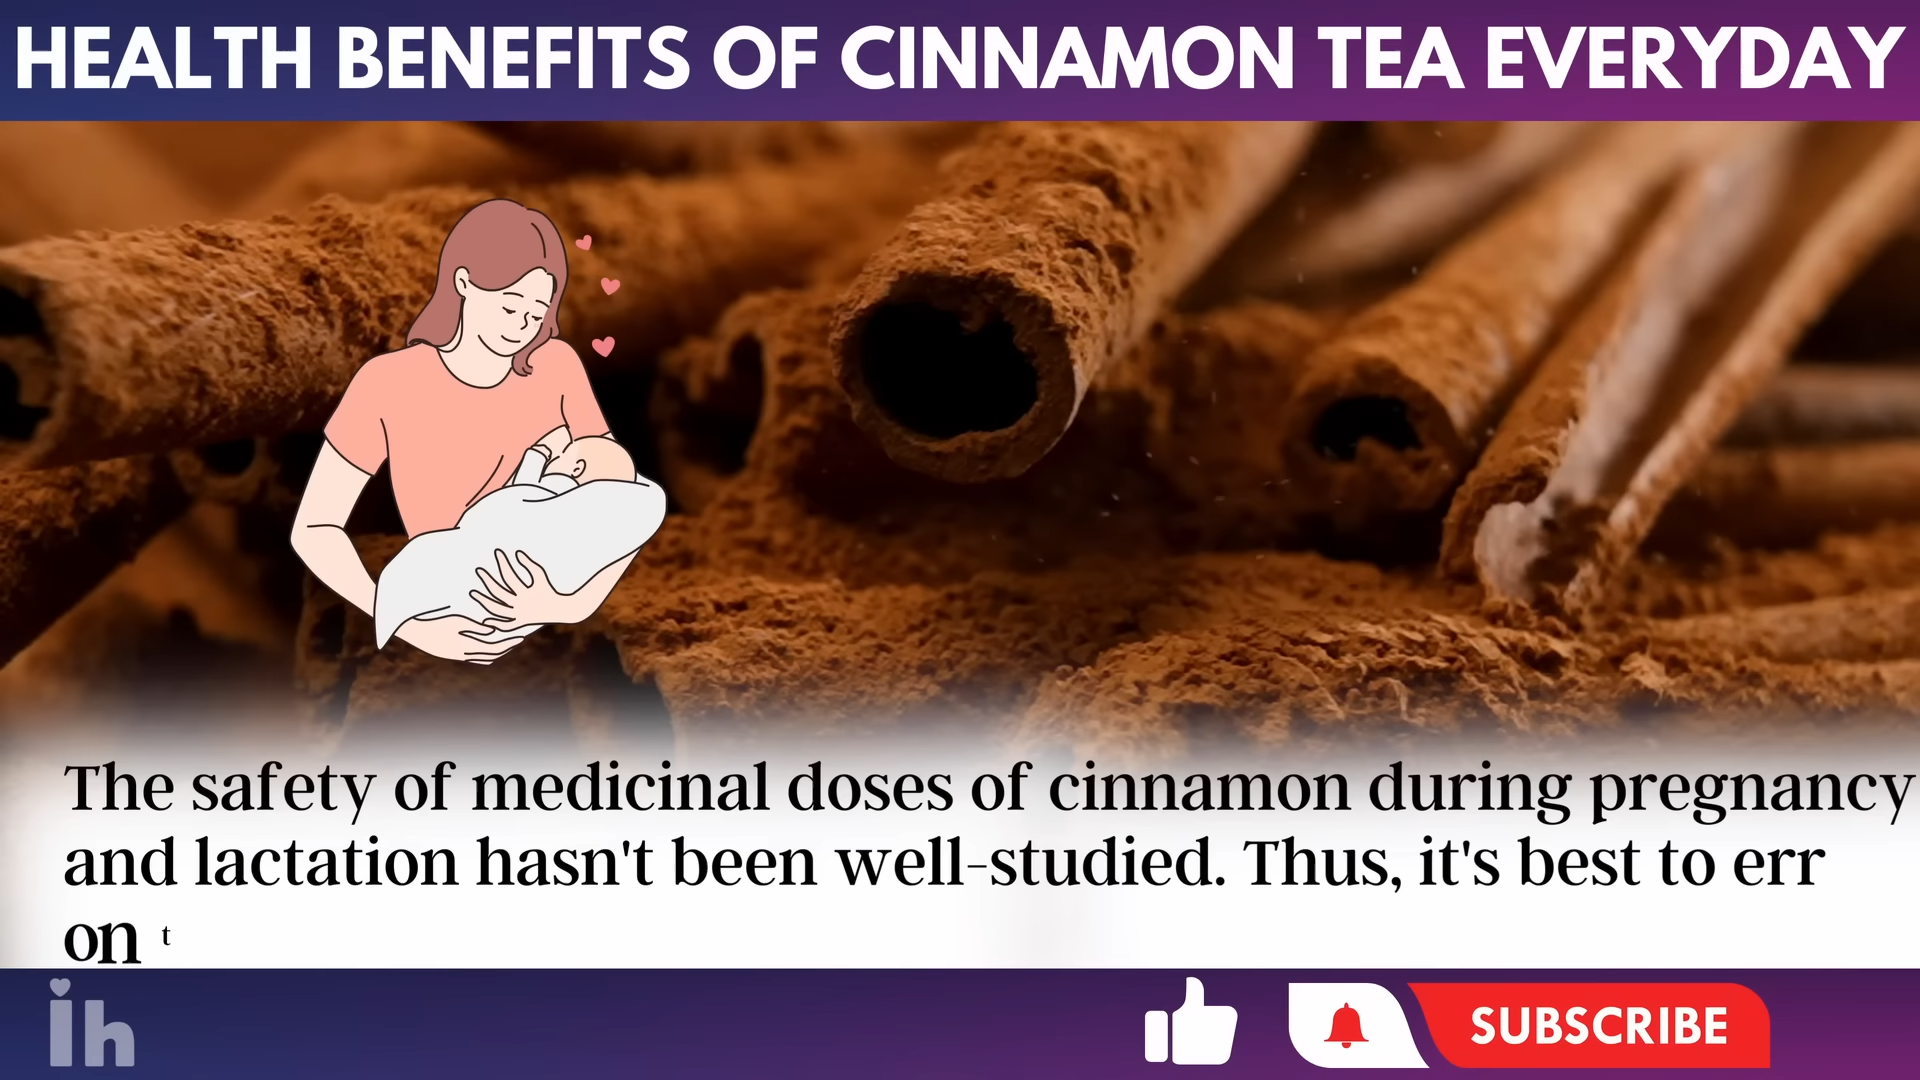 HEALTH BENEFITS OF CINNAMON TEA EVERYDAY
The safety of medicinal doses of cinnamon during pregnancy
and lactation hasn't been well-studied. Thus, it's best to err
on t
ih
SUBSCRIBE